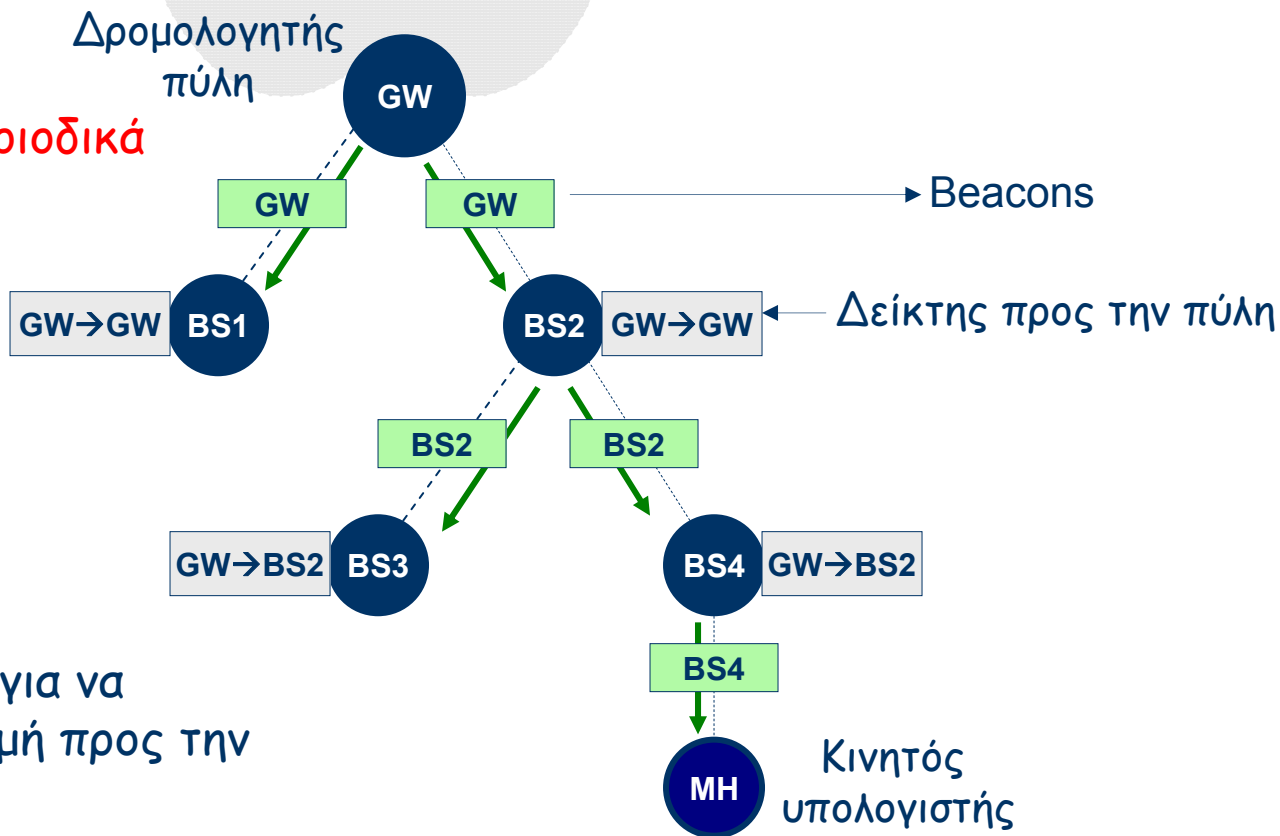 Δρομολογητής
πύλη
GW
ριοδικά
GW
GW
Beacons
GW→GW
BS1
BS2
GW→GW
Δείκτης προς την πύλη
BS2
BS2
GW→BS2
BS3
BS4
GW→BS2
για να
μή προς την
BS4
MH
Κινητός
υπολογιστής